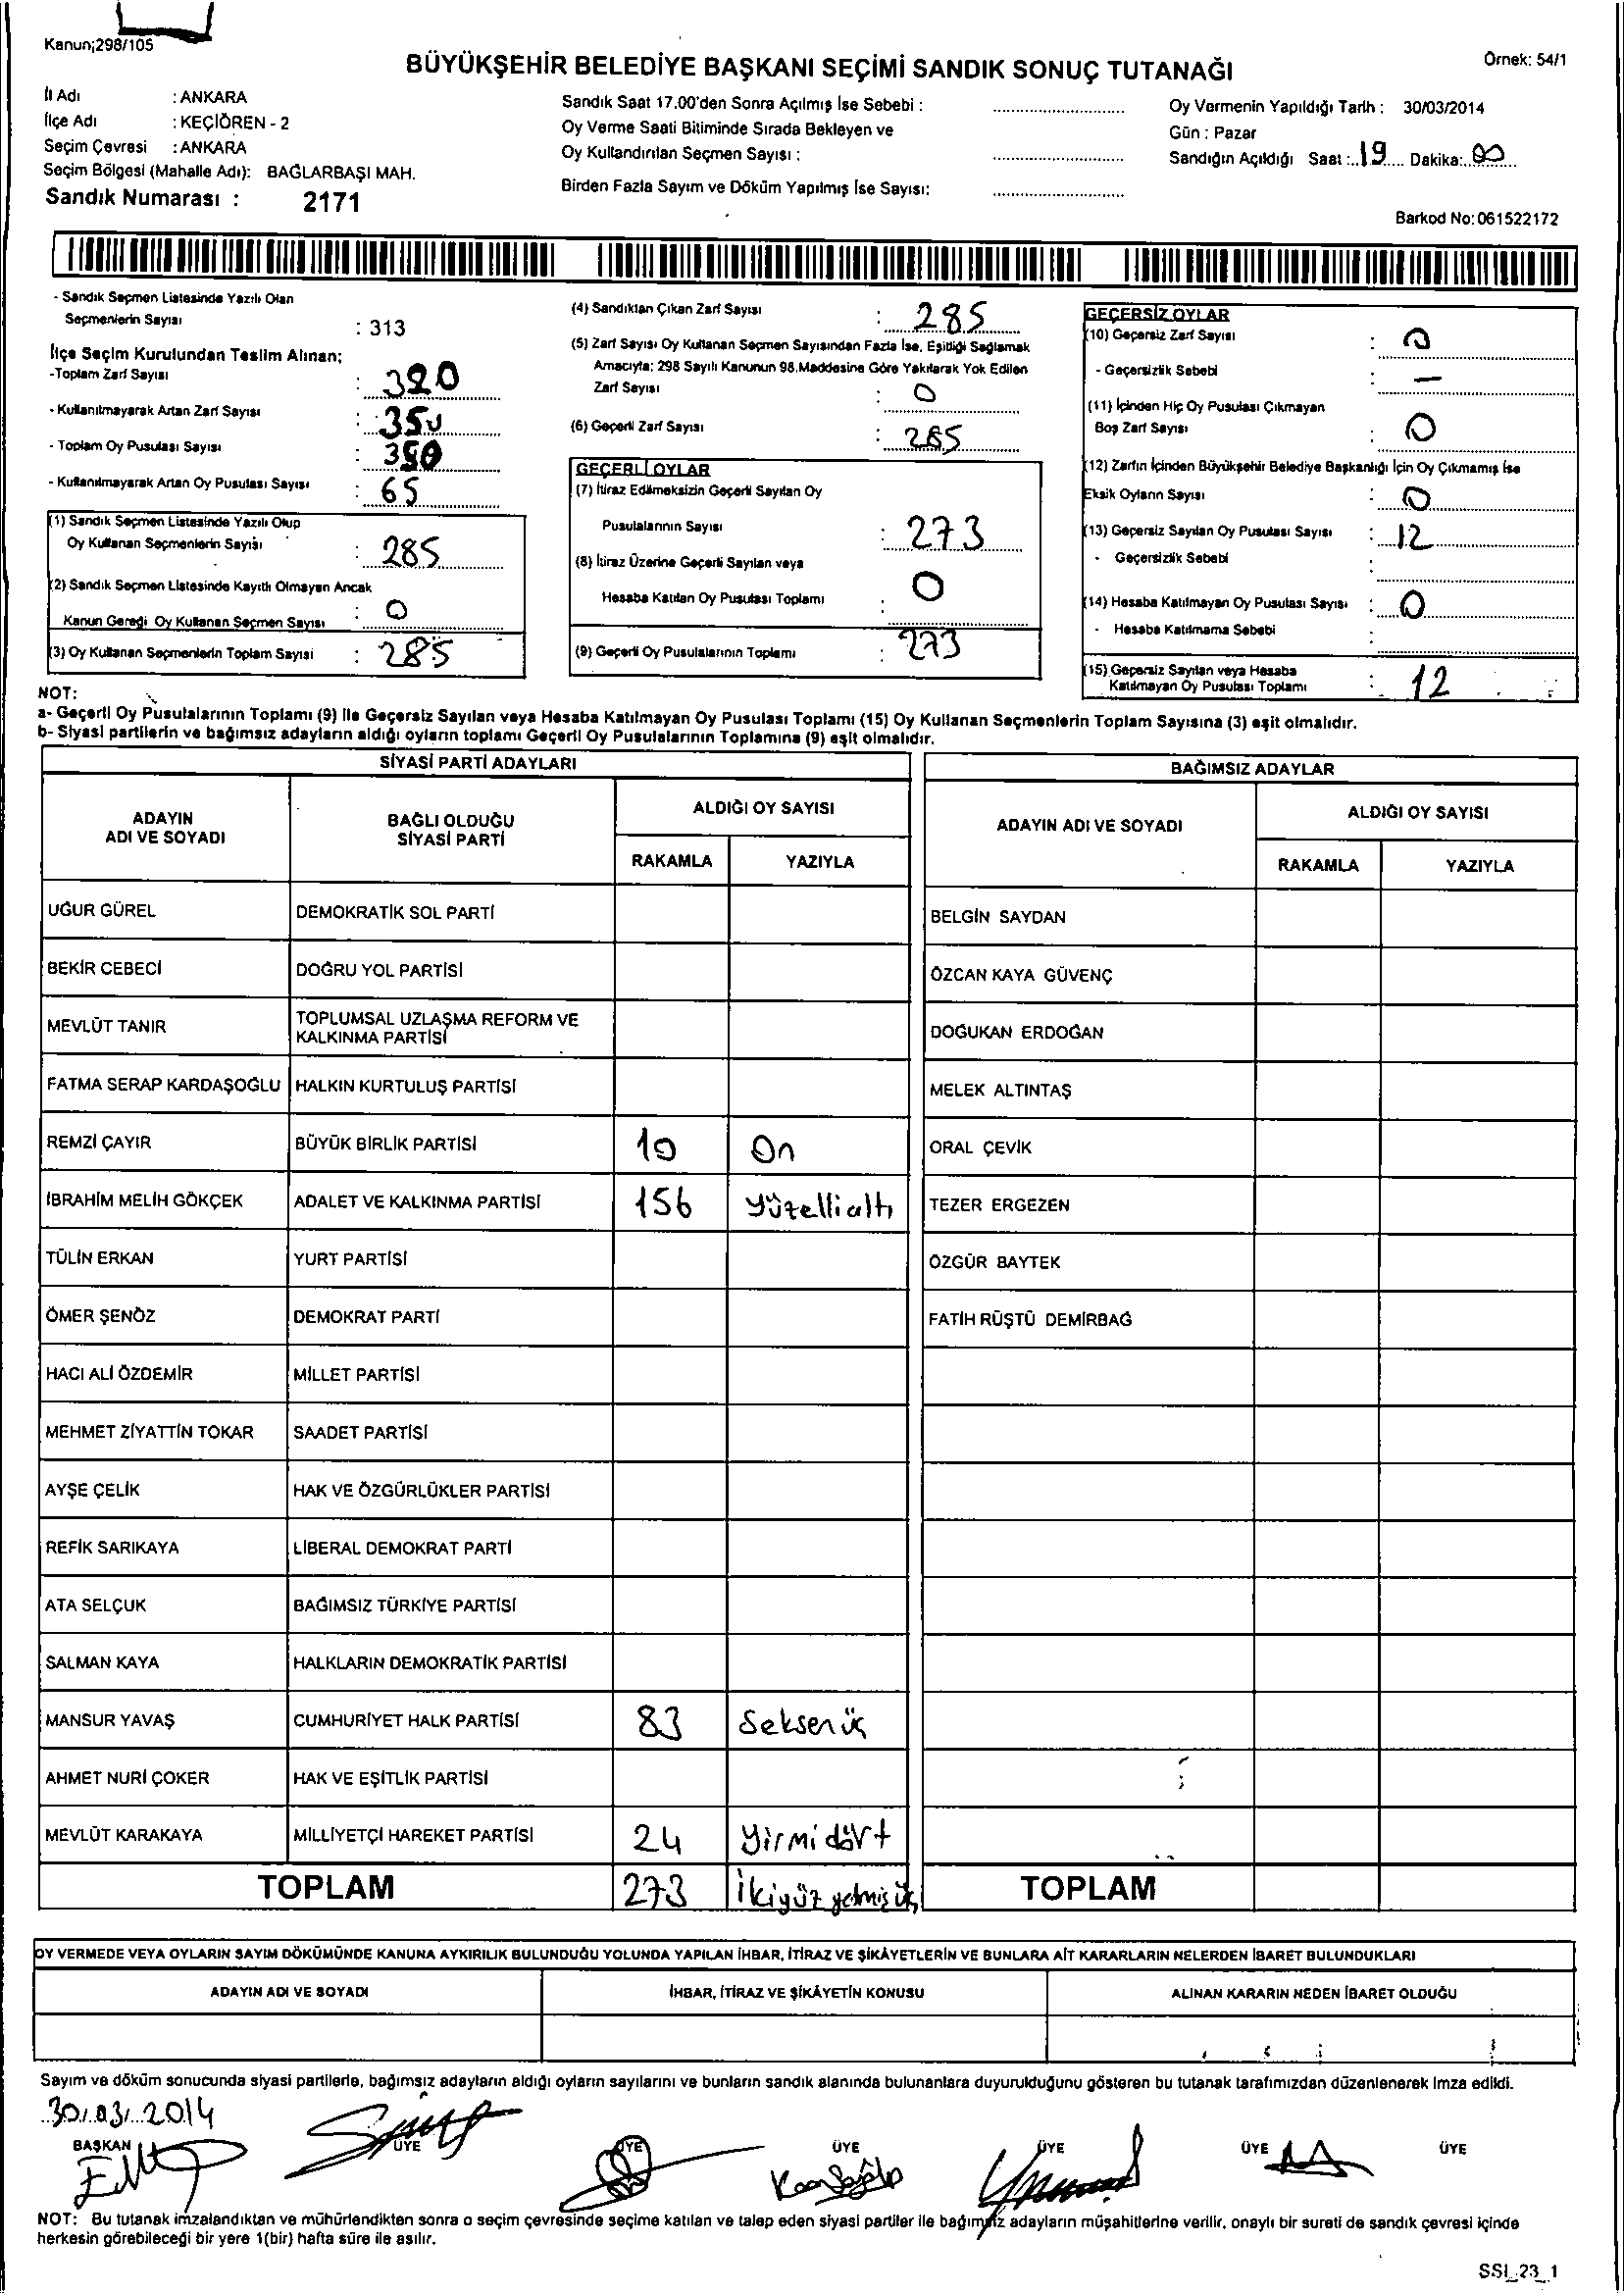 Kanun;298/105
BÜYÜKŞEHİR BELEDİYE BAŞKANI SEÇİMİ SANDIK SONUÇ TUTANAĞI
Örnek: 54/1
İl Adı : ANKARA
İlçe Adı : KEÇİÖREN - 2
Seçim Çevresi : ANKARA
Seçim Bölgesi (Mahalle Adı): BAĞLARBAŞI MAH.
Sandık Numarası : 2171
Sandık Saat 17.00'den Sonra Açılmış İse Sebebi :
Oy Verme Saati Bitiminde Sırada Bekleyen ve
Oy Kullandırılan Seçmen Sayısı :
Birden Fazla Sayım ve Döküm Yapılmış İse Sayısı:
Oy Vermenin Yapıldığı Tarih : 30/03/2014
Gün : Pazar
Sandığın Açıldığı Saat : 19 Dakika: 00
Barkod No: 061522172
- Sandık Seçmen Listesinde Yazılı Olan
Seçmenlerin Sayısı : 313
İlçe Seçim Kurulundan Teslim Alınan;
-Toplam Zarf Sayısı : 320
- Kullanılmayarak Artan Zarf Sayısı : 350
- Toplam Oy Pusulası Sayısı : 350
- Kullanılmayarak Artan Oy Pusulası Sayısı : 65
(1) Sandık Seçmen Listesinde Yazılı Olup
Oy Kullanan Seçmenlerin Sayısı : 285
(2) Sandık Seçmen Listesinde Kayıtlı Olmayan Ancak
Kanun Gereği Oy Kullanan Seçmen Sayısı : 0
(3) Oy Kullanan Seçmenlerin Toplam Sayısı : 285
(4) Sandıktan Çıkan Zarf Sayısı : 285
(5) Zarf Sayısı Oy Kullanan Seçmen Sayısından Fazla İse, Eşitliği Sağlamak
Amacıyla; 298 Sayılı Kanunun 98.Maddesine Göre Yakılarak Yok Edilen
Zarf Sayısı : 0
(6) Geçerli Zarf Sayısı : 285
GEÇERLİ OYLAR
(7) İtiraz Edilmeksizin Geçerli Sayılan Oy
Pusulalarının Sayısı : 273
(8) İtiraz Üzerine Geçerli Sayılan veya
Hesaba Katılan Oy Pusulası Toplamı : 0
(9) Geçerli Oy Pusulalarının Toplamı : 273
GEÇERSİZ OYLAR
(10) Geçersiz Zarf Sayısı : 0
- Geçersizlik Sebebi : —
(11) İçinden Hiç Oy Pusulası Çıkmayan
Boş Zarf Sayısı : 0
(12) Zarfın İçinden Büyükşehir Belediye Başkanlığı İçin Oy Çıkmamış İse
Eksik Oyların Sayısı : 0
(13) Geçersiz Sayılan Oy Pusulası Sayısı : 12
- Geçersizlik Sebebi :
(14) Hesaba Katılmayan Oy Pusulası Sayısı : 0
- Hesaba Katılmama Sebebi :
(15) Geçersiz Sayılan veya Hesaba
Katılmayan Oy Pusulası Toplamı : 12
NOT:
a- Geçerli Oy Pusulalarının Toplamı (9) ile Geçersiz Sayılan veya Hesaba Katılmayan Oy Pusulası Toplamı (15) Oy Kullanan Seçmenlerin Toplam Sayısına (3) eşit olmalıdır.
b- Siyasi partilerin ve bağımsız adayların aldığı oyların toplamı Geçerli Oy Pusulalarının Toplamına (9) eşit olmalıdır.
SİYASİ PARTİ ADAYLARI
ADAYIN ADI VE SOYADI
BAĞLI OLDUĞU SİYASİ PARTİ
ALDIĞI OY SAYISI
RAKAMLA YAZIYLA
UĞUR GÜREL DEMOKRATİK SOL PARTİ
BEKİR CEBECİ DOĞRU YOL PARTİSİ
MEVLÜT TANIR TOPLUMSAL UZLAŞMA REFORM VE
KALKINMA PARTİSİ
FATMA SERAP KARDAŞOĞLU HALKIN KURTULUŞ PARTİSİ
REMZİ ÇAYIR BÜYÜK BİRLİK PARTİSİ 10 On
İBRAHİM MELİH GÖKÇEK ADALET VE KALKINMA PARTİSİ 156 Yüzellialtı
TÜLİN ERKAN YURT PARTİSİ
ÖMER ŞENÖZ DEMOKRAT PARTİ
HACI ALİ ÖZDEMİR MİLLET PARTİSİ
MEHMET ZİYATTİN TOKAR SAADET PARTİSİ
AYŞE ÇELİK HAK VE ÖZGÜRLÜKLER PARTİSİ
REFİK SARIKAYA LİBERAL DEMOKRAT PARTİ
ATA SELÇUK BAĞIMSIZ TÜRKİYE PARTİSİ
SALMAN KAYA HALKLARIN DEMOKRATİK PARTİSİ
MANSUR YAVAŞ CUMHURİYET HALK PARTİSİ 83 Seksen üç
AHMET NURİ ÇOKER HAK VE EŞİTLİK PARTİSİ
MEVLÜT KARAKAYA MİLLİYETÇİ HAREKET PARTİSİ 24 Yirmi dört
TOPLAM 273 İkiyüz yetmiş üç
BAĞIMSIZ ADAYLAR
ADAYIN ADI VE SOYADI
ALDIĞI OY SAYISI
RAKAMLA YAZIYLA
BELGİN SAYDAN
ÖZCAN KAYA GÜVENÇ
DOĞUKAN ERDOĞAN
MELEK ALTINTAŞ
ORAL ÇEVİK
TEZER ERGEZEN
ÖZGÜR BAYTEK
FATİH RÜŞTÜ DEMİRBAĞ
TOPLAM
OY VERMEDE VEYA OYLARIN SAYIM DÖKÜMÜNDE KANUNA AYKIRILIK BULUNDUĞU YOLUNDA YAPILAN İHBAR, İTİRAZ VE ŞİKÂYETLERİN VE BUNLARA AİT KARARLARIN NELERDEN İBARET BULUNDUKLARI
ADAYIN ADI VE SOYADI İHBAR, İTİRAZ VE ŞİKÂYETİN KONUSU ALINAN KARARIN NEDEN İBARET OLDUĞU
Sayım ve döküm sonucunda siyasi partilerle, bağımsız adayların aldığı oyların sayılarını ve bunların sandık alanında bulunanlara duyurulduğunu gösteren bu tutanak tarafımızdan düzenlenerek imza edildi.
30/03/2014
BAŞKAN ÜYE ÜYE ÜYE ÜYE ÜYE ÜYE
NOT: Bu tutanak imzalandıktan ve mühürlendikten sonra o seçim çevresinde seçime katılan ve talep eden siyasi partiler ile bağımsız adayların müşahitlerine verilir, onaylı bir sureti de sandık çevresi içinde
herkesin görebileceği bir yere 1(bir) hafta süre ile asılır.
SSI_23_1